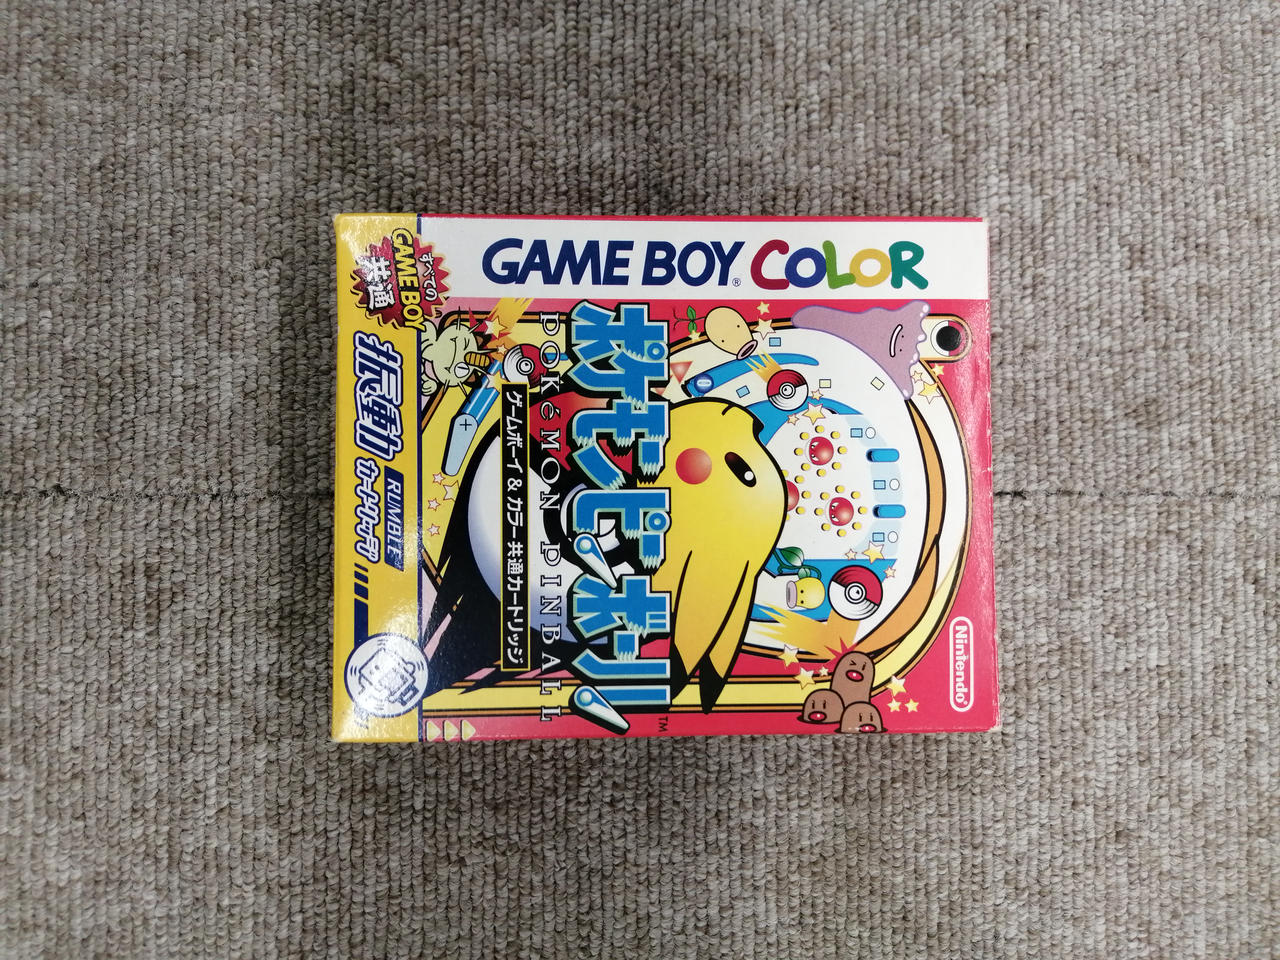 GAME BOY® COLOR
すべての
GAME BOY
共通
振動
RUMBLE
カートリッジ
ポケモンピンボール
TM
POKéMON PINBALL
ゲームボーイ & カラー 共通カートリッジ
Nintendo®